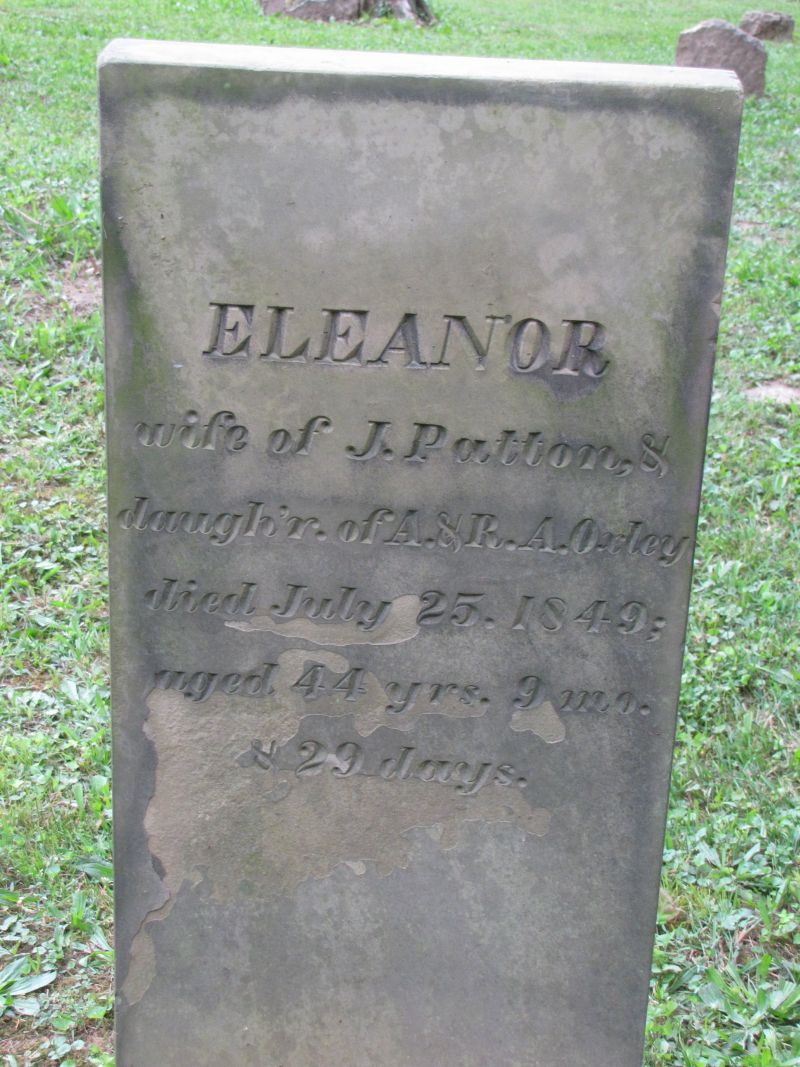 ELEANOR
wife of J. Patton, &
daugh'r. of A. & R. A. Oxley
died July 25. 1849;
aged 44 yrs. 9 mo.
& 29 days.